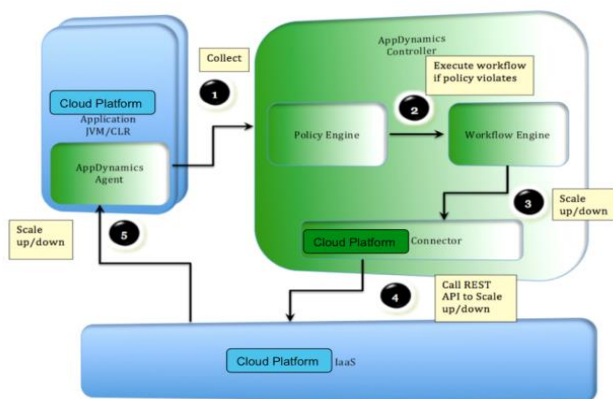 AppDynamics
Controller
Collect
1
Execute workflow
if policy violates
2
Cloud Platform
Application
JVM/CLR
AppDynamics
Agent
Policy Engine
Workflow Engine
3
Scale
up/down
Scale
up/down
5
Cloud Platform Connector
4
Call REST
API to Scale
up/down
Cloud Platform IaaS